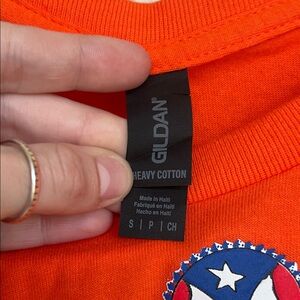 GILDAN®
HEAVY COTTON
Made in Haiti
Fabriqué en Haïti
Hecho en Haití
S | P | CH